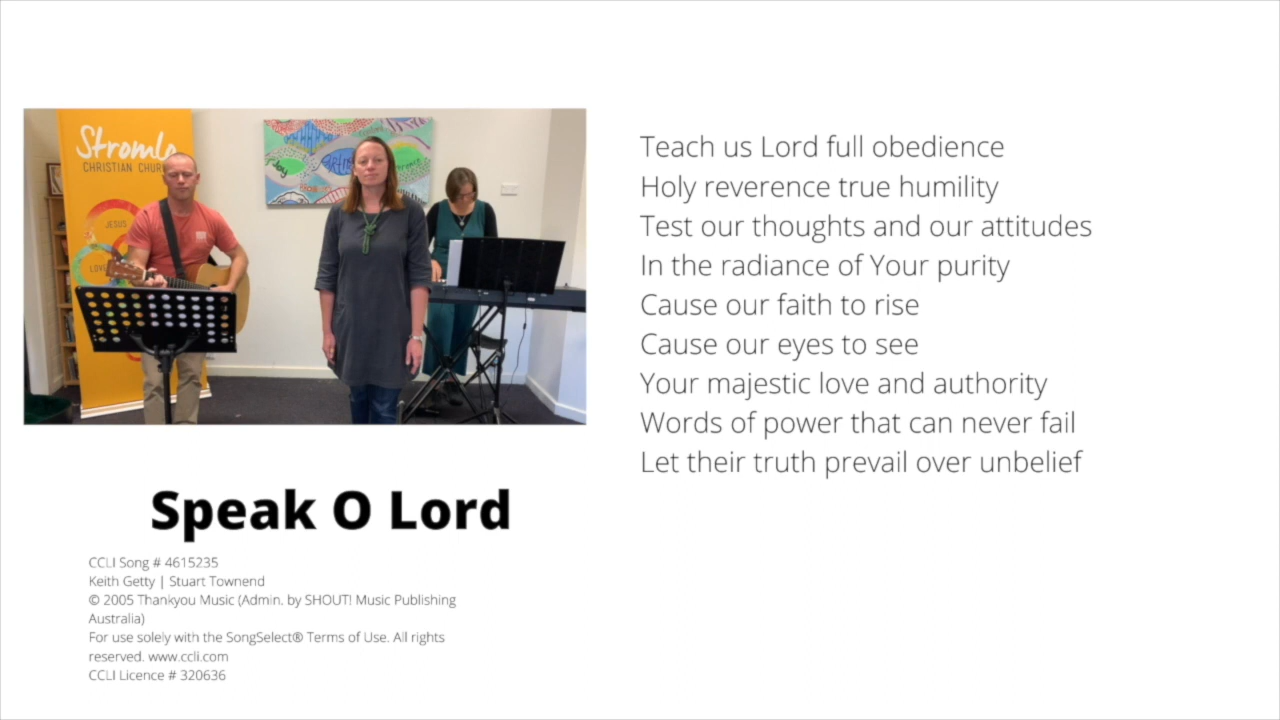 Stromlo
CHRISTIAN CHURCH
JESUS
LOVE
Joy
Teach us Lord full obedience
Holy reverence true humility
Test our thoughts and our attitudes
In the radiance of Your purity
Cause our faith to rise
Cause our eyes to see
Your majestic love and authority
Words of power that can never fail
Let their truth prevail over unbelief
Speak O Lord
CCLI Song # 4615235
Keith Getty | Stuart Townend
© 2005 Thankyou Music (Admin. by SHOUT! Music Publishing
Australia)
For use solely with the SongSelect® Terms of Use. All rights
reserved. www.ccli.com
CCLI Licence # 320636